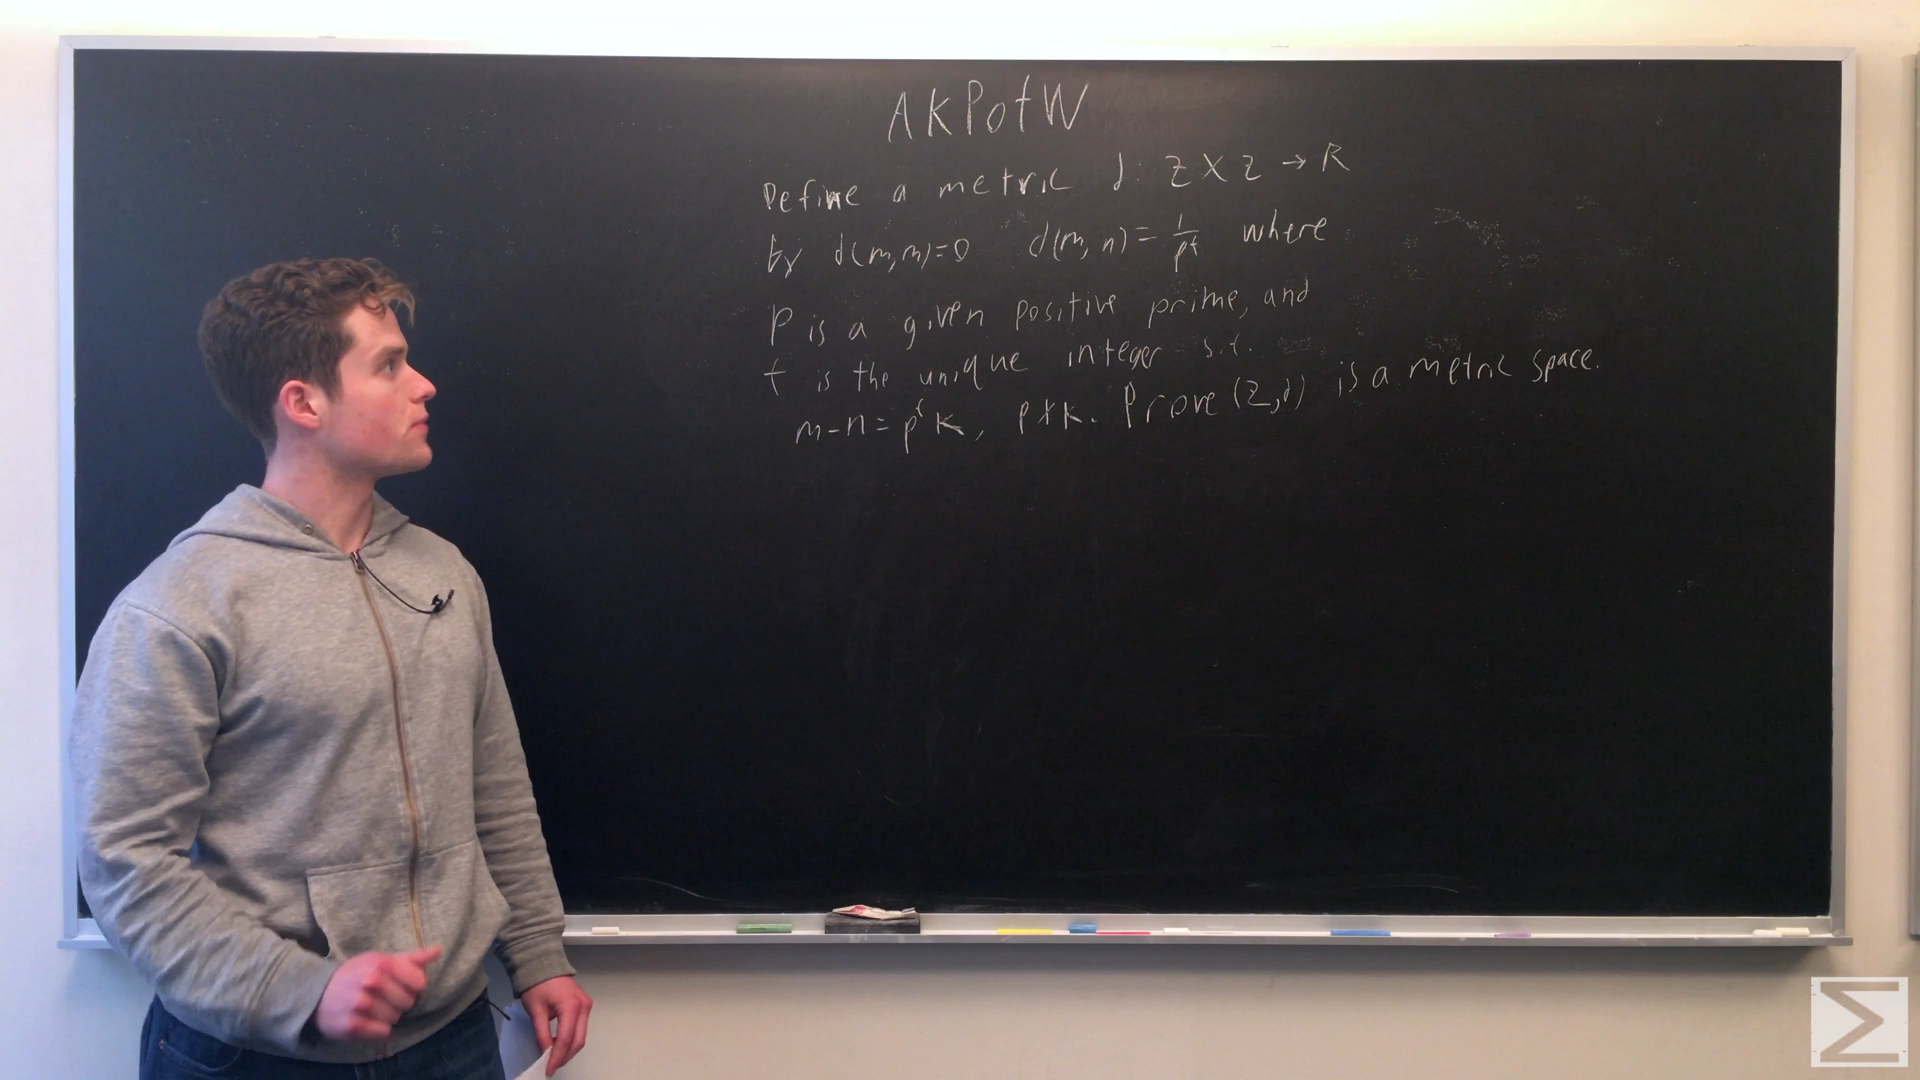 AKPotW
Define a metric d: Z X Z → R
by d(m,m)=0 d(m,n)=1/p^t where
P is a given positive prime, and
t is the unique integer s.t.
m-n=p^t k, p∤k. Prove (Z,d) is a metric space.
Σ